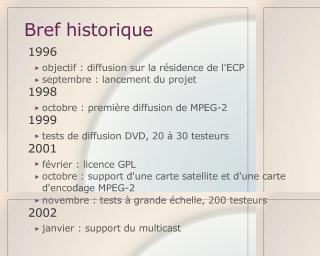 Bref historique
1996
objectif : diffusion sur la résidence de l'ECP
septembre : lancement du projet
1998
octobre : première diffusion de MPEG-2
1999
tests de diffusion DVD, 20 à 30 testeurs
2001
février : licence GPL
octobre : support d'une carte satellite et d'une carte
d'encodage MPEG-2
novembre : tests à grande échelle, 200 testeurs
2002
janvier : support du multicast